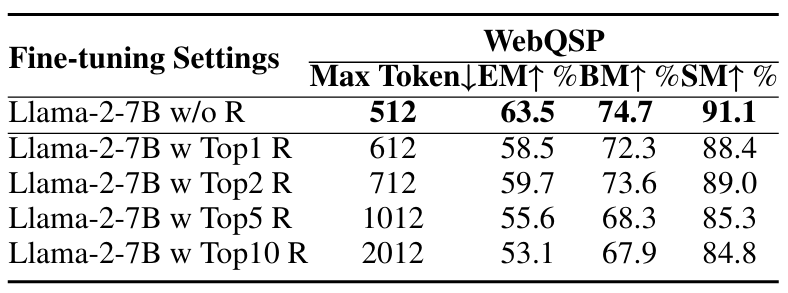 Fine-tuning Settings WebQSP
Max Token↓ EM↑ % BM↑ % SM↑ %
Llama-2-7B w/o R 512 63.5 74.7 91.1
Llama-2-7B w Top1 R 612 58.5 72.3 88.4
Llama-2-7B w Top2 R 712 59.7 73.6 89.0
Llama-2-7B w Top5 R 1012 55.6 68.3 85.3
Llama-2-7B w Top10 R 2012 53.1 67.9 84.8